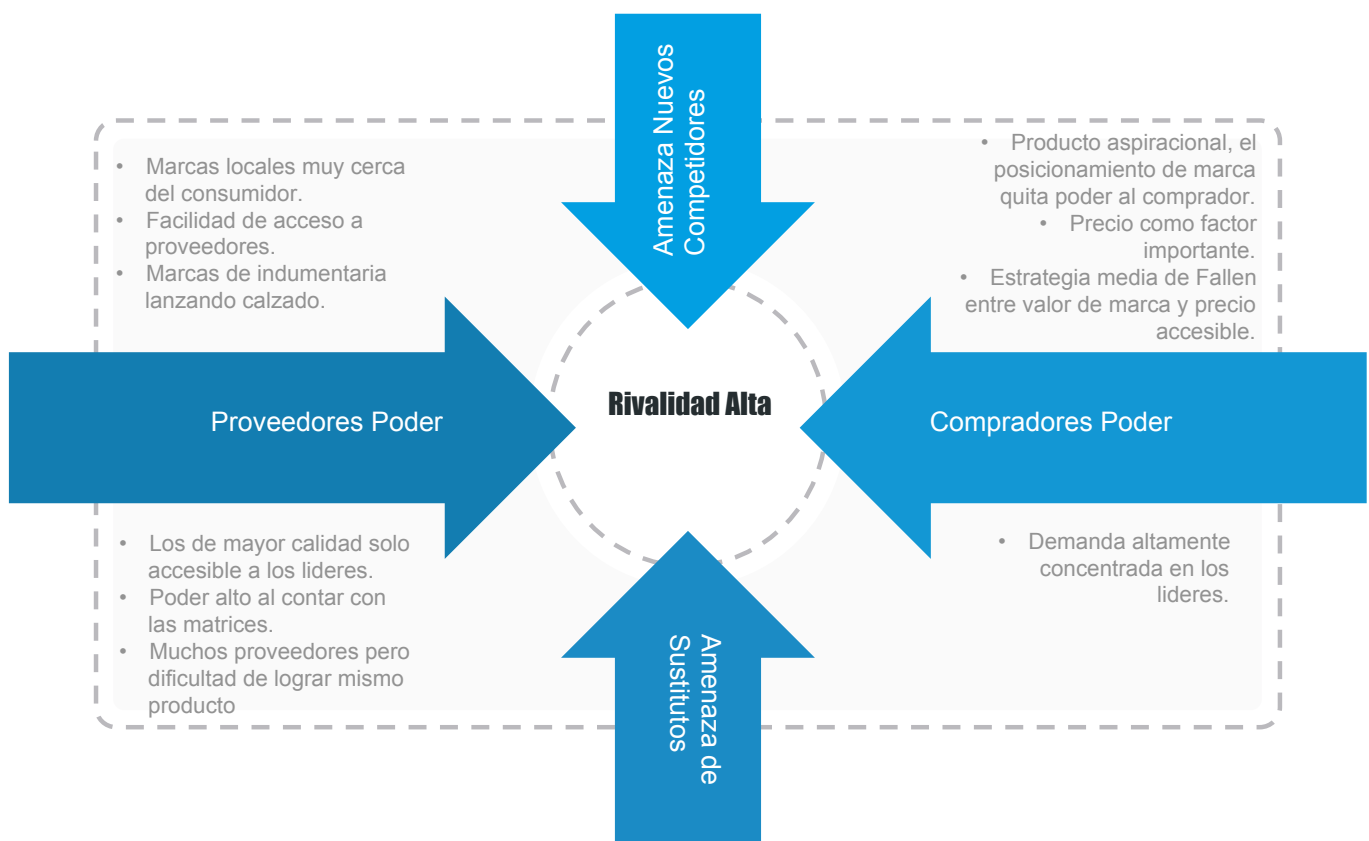 Amenaza Nuevos
Competidores
• Marcas locales muy cerca
del consumidor.
• Facilidad de acceso a
proveedores.
• Marcas de indumentaria
lanzando calzado.
• Producto aspiracional, el
posicionamiento de marca
quita poder al comprador.
• Precio como factor
importante.
• Estrategia media de Fallen
entre valor de marca y precio
accesible.
Proveedores Poder
Rivalidad Alta
Compradores Poder
• Los de mayor calidad solo
accesible a los lideres.
• Poder alto al contar con
las matrices.
• Muchos proveedores pero
dificultad de lograr mismo
producto
• Demanda altamente
concentrada en los
lideres.
Amenaza de
Sustitutos